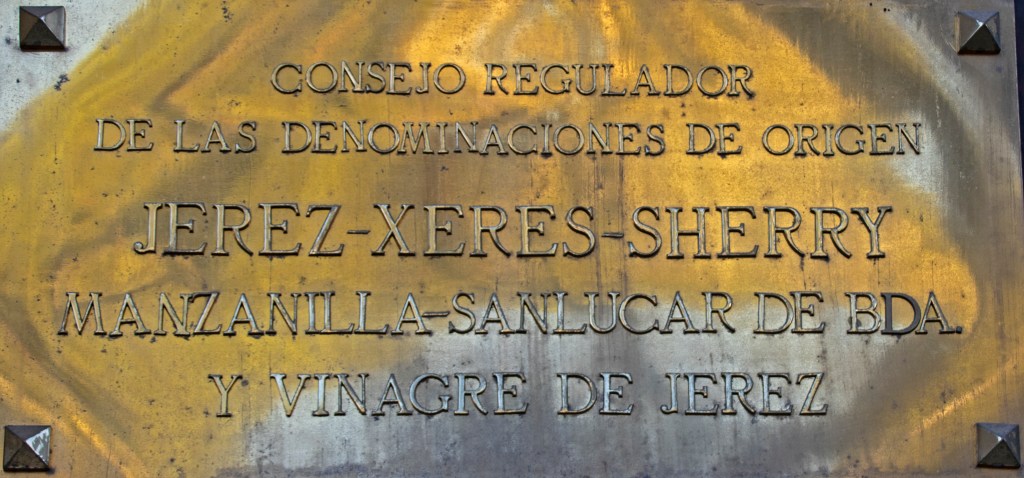 CONSEJO REGULADOR
DE LAS DENOMINACIONES DE ORIGEN
JEREZ-XERES-SHERRY
MANZANILLA-SANLUCAR DE BDA.
Y VINAGRE DE JEREZ